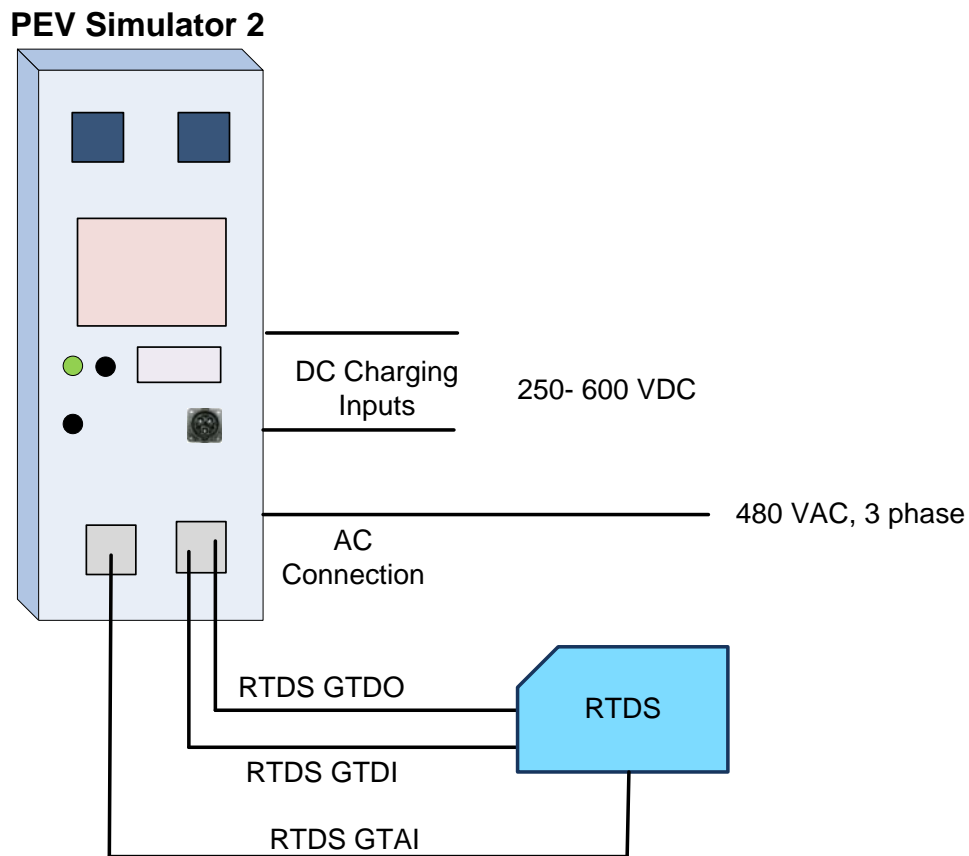 PEV Simulator 2
DC Charging
Inputs
250- 600 VDC
480 VAC, 3 phase
AC
Connection
RTDS GTDO
RTDS
RTDS GTDI
RTDS GTAI